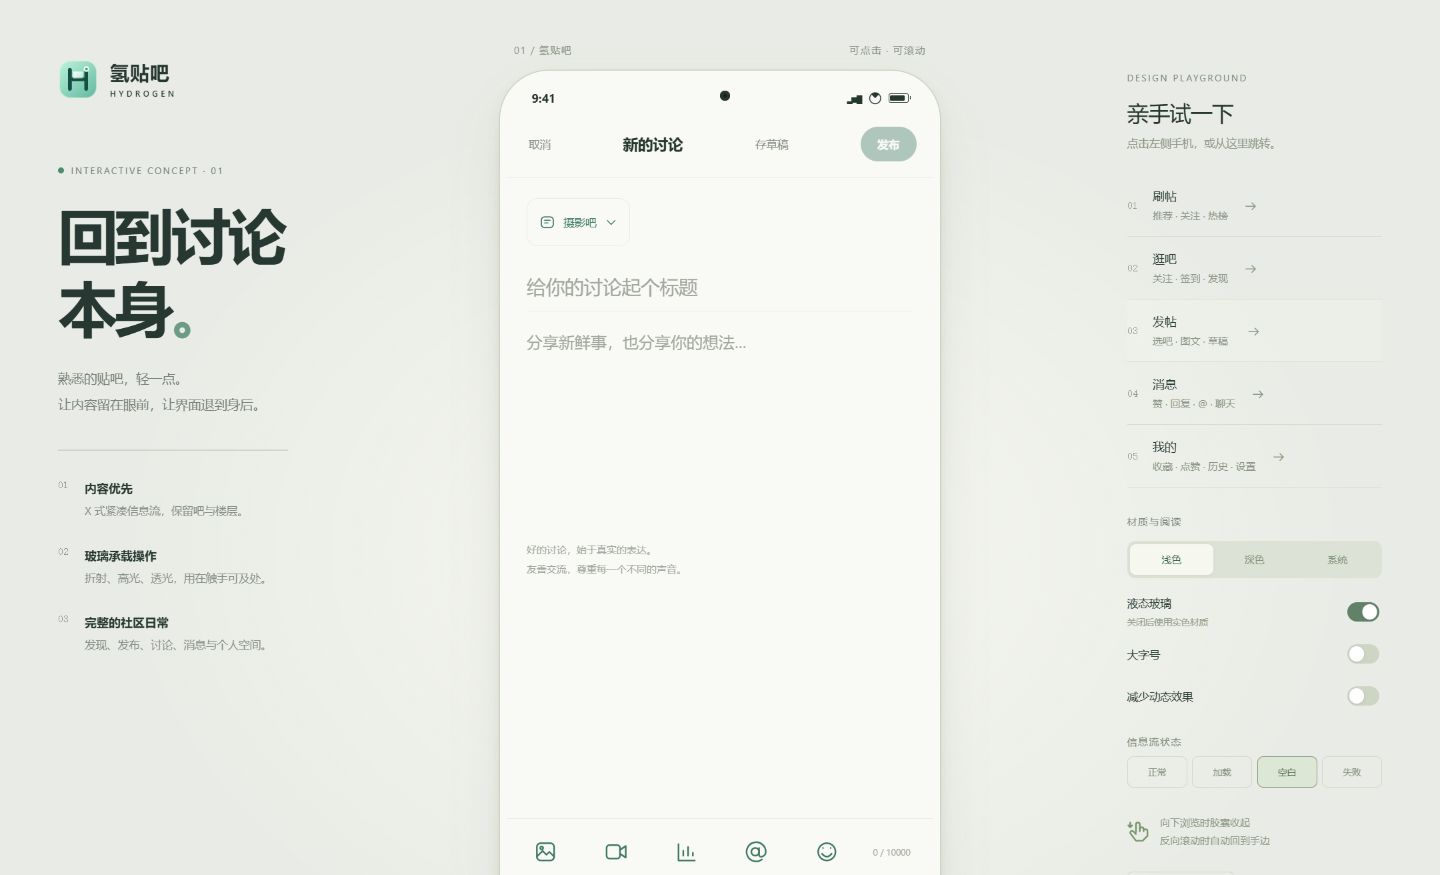 氢贴吧
HYDROGEN
INTERACTIVE CONCEPT · 01
回到讨论
本身。
熟悉的贴吧，轻一点。
让内容留在眼前，让界面退到身后。
01 内容优先
X 式紧凑信息流，保留吧与楼层。
02 玻璃承载操作
折射、高光、透光，用在触手可及处。
03 完整的社区日常
发现、发布、讨论、消息与个人空间。
01 / 氢贴吧 可点击 · 可滚动
9:41
取消 新的讨论 存草稿 发布
摄影吧
给你的讨论起个标题
分享新鲜事，也分享你的想法...
好的讨论，始于真实的表达。
友善交流，尊重每一个不同的声音。
0 / 10000
DESIGN PLAYGROUND
亲手试一下
点击左侧手机，或从这里跳转。
01 刷帖 →
推荐 · 关注 · 热榜
02 逛吧 →
关注 · 签到 · 发现
03 发帖 →
选吧 · 图文 · 草稿
04 消息 →
赞 · 回复 · @ · 聊天
05 我的 →
收藏 · 点赞 · 历史 · 设置
材质与阅读
浅色 深色 系统
液态玻璃
关闭后使用实色材质
大字号
减少动态效果
信息流状态
正常 加载 空白 失败
向下浏览时胶囊收起
反向滚动时自动回到手边